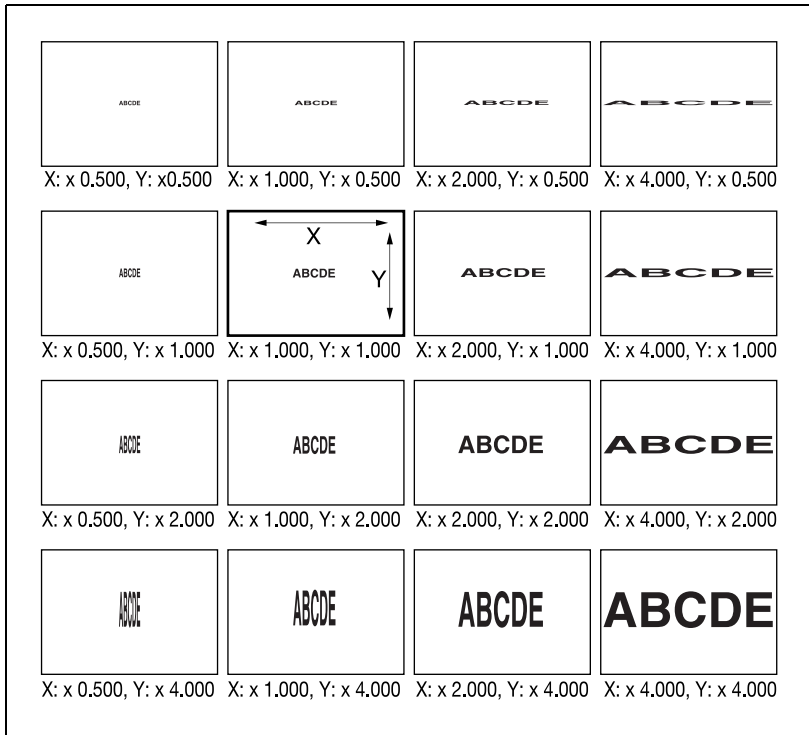 ABCDE ABCDE ABCDE ABCDE
X: x 0.500, Y: x0.500 X: x 1.000, Y: x 0.500 X: x 2.000, Y: x 0.500 X: x 4.000, Y: x 0.500
X
ABCDE ABCDE Y ABCDE ABCDE
X: x 0.500, Y: x 1.000 X: x 1.000, Y: x 1.000 X: x 2.000, Y: x 1.000 X: x 4.000, Y: x 1.000
ABCDE ABCDE ABCDE ABCDE
X: x 0.500, Y: x 2.000 X: x 1.000, Y: x 2.000 X: x 2.000, Y: x 2.000 X: x 4.000, Y: x 2.000
ABCDE ABCDE ABCDE ABCDE
X: x 0.500, Y: x 4.000 X: x 1.000, Y: x 4.000 X: x 2.000, Y: x 4.000 X: x 4.000, Y: x 4.000